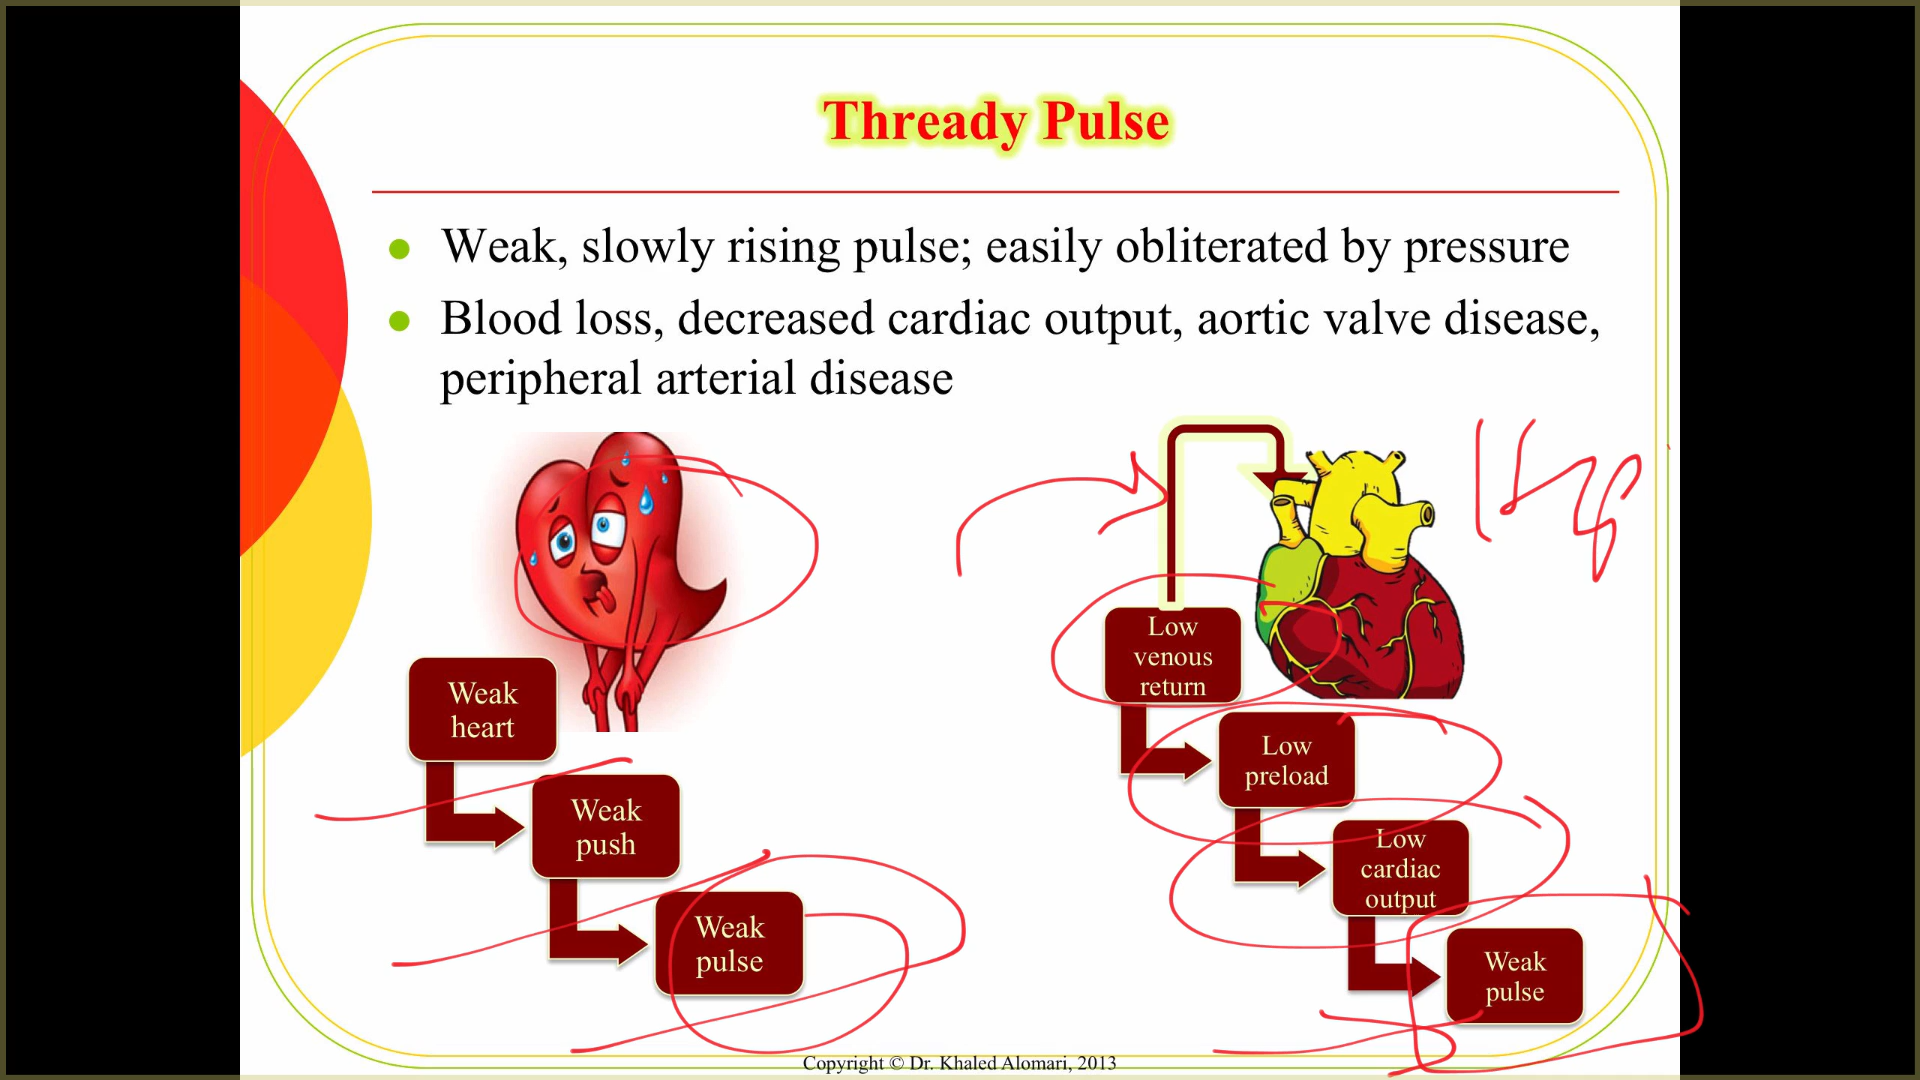 Thready Pulse
Weak, slowly rising pulse; easily obliterated by pressure
Blood loss, decreased cardiac output, aortic valve disease,
peripheral arterial disease
Weak
heart
Weak
push
Weak
pulse
Low
venous
return
Low
preload
Low
cardiac
output
Weak
pulse
Copyright © Dr. Khaled Alomari, 2013